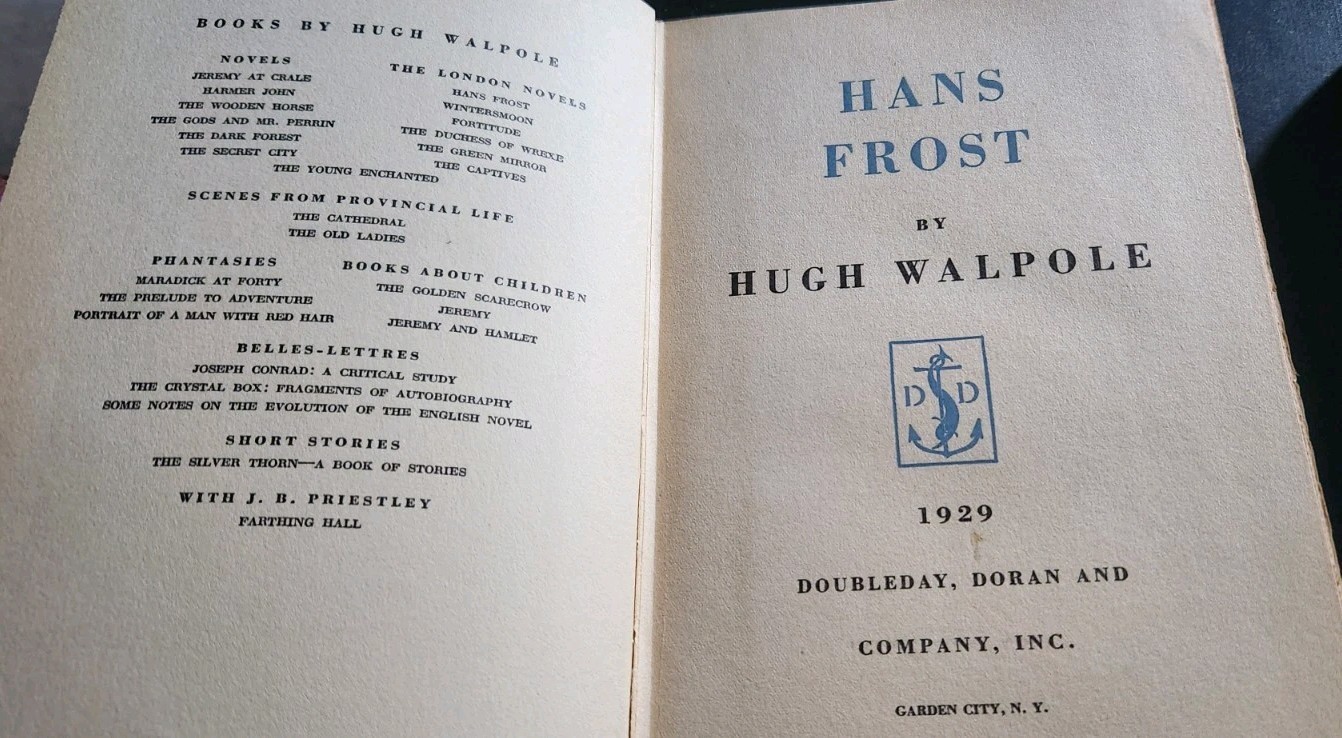 BOOKS BY HUGH WALPOLE
NOVELS
JEREMY AT CRALE
HARMER JOHN
THE WOODEN HORSE
THE GODS AND MR. PERRIN
THE DARK FOREST
THE SECRET CITY
THE LONDON NOVELS
HANS FROST
WINTERSMOON
FORTITUDE
THE DUCHESS OF WREXE
THE GREEN MIRROR
THE CAPTIVES
THE YOUNG ENCHANTED
SCENES FROM PROVINCIAL LIFE
THE CATHEDRAL
THE OLD LADIES
PHANTASIES
MARADICK AT FORTY
THE PRELUDE TO ADVENTURE
PORTRAIT OF A MAN WITH RED HAIR
BOOKS ABOUT CHILDREN
THE GOLDEN SCARECROW
JEREMY
JEREMY AND HAMLET
BELLES-LETTRES
JOSEPH CONRAD: A CRITICAL STUDY
THE CRYSTAL BOX: FRAGMENTS OF AUTOBIOGRAPHY
SOME NOTES ON THE EVOLUTION OF THE ENGLISH NOVEL
SHORT STORIES
THE SILVER THORN—A BOOK OF STORIES
WITH J. B. PRIESTLEY
FARTHING HALL
HANS
FROST
BY
HUGH WALPOLE
D D
1929
DOUBLEDAY, DORAN AND
COMPANY, INC.
GARDEN CITY, N. Y.